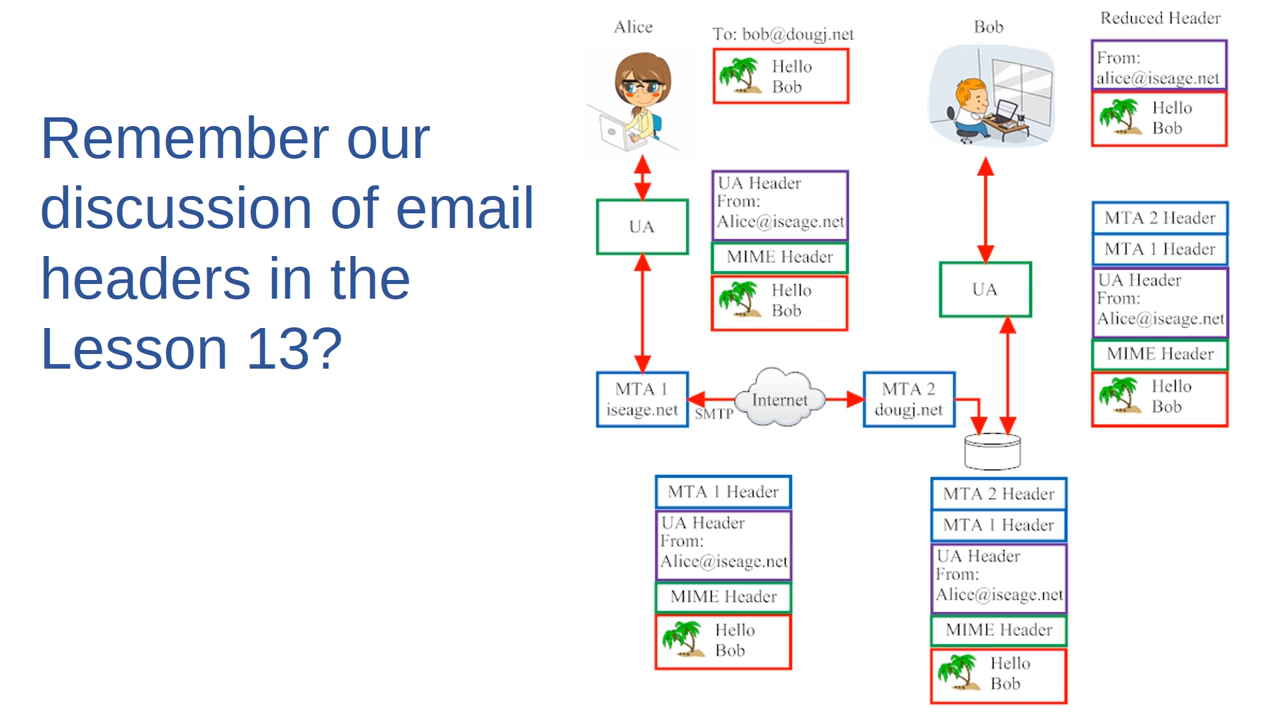 Remember our
discussion of email
headers in the
Lesson 13?
Alice
To: bob@dougj.net
Hello
Bob
UA
UA Header
From:
Alice@iseage.net
MIME Header
Hello
Bob
MTA 1
iseage.net
SMTP
Internet
MTA 2
dougj.net
MTA 1 Header
UA Header
From:
Alice@iseage.net
MIME Header
Hello
Bob
Bob
UA
MTA 2 Header
MTA 1 Header
UA Header
From:
Alice@iseage.net
MIME Header
Hello
Bob
Reduced Header
From:
alice@iseage.net
Hello
Bob
MTA 2 Header
MTA 1 Header
UA Header
From:
Alice@iseage.net
MIME Header
Hello
Bob